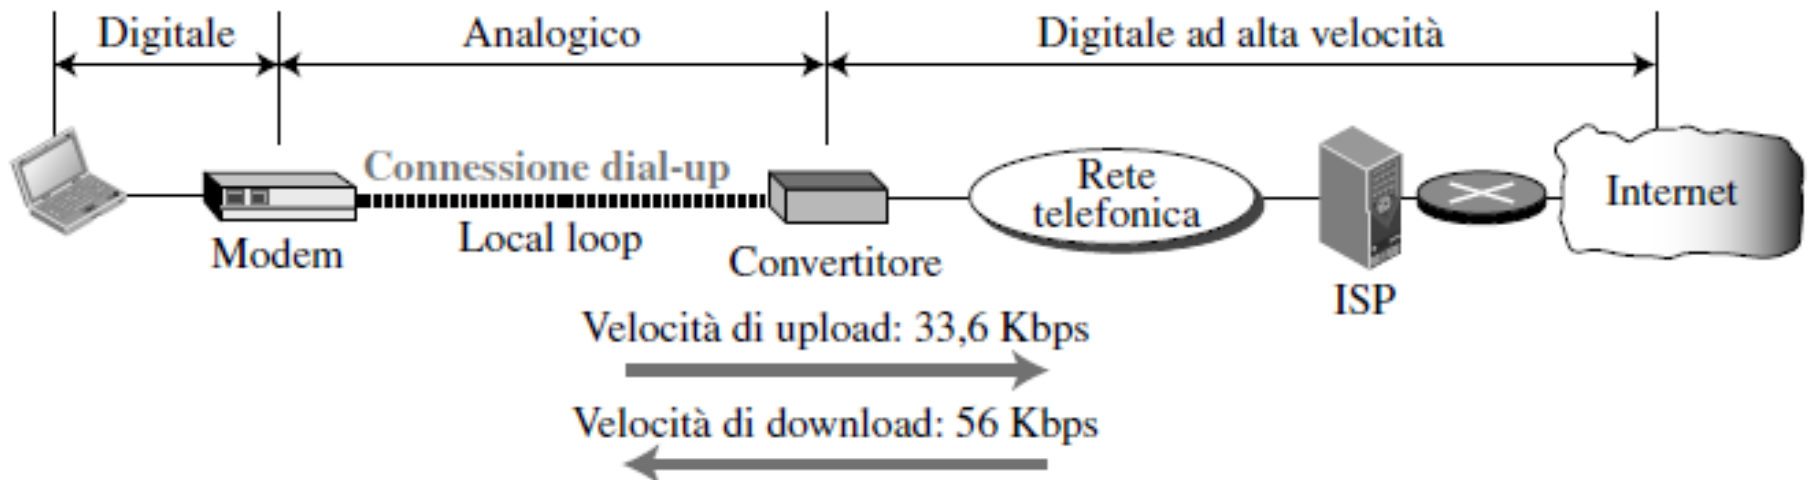 Digitale
Analogico
Digitale ad alta velocità
Connessione dial-up
Local loop
Modem
Convertitore
Rete
telefonica
ISP
Internet
Velocità di upload: 33,6 Kbps
Velocità di download: 56 Kbps